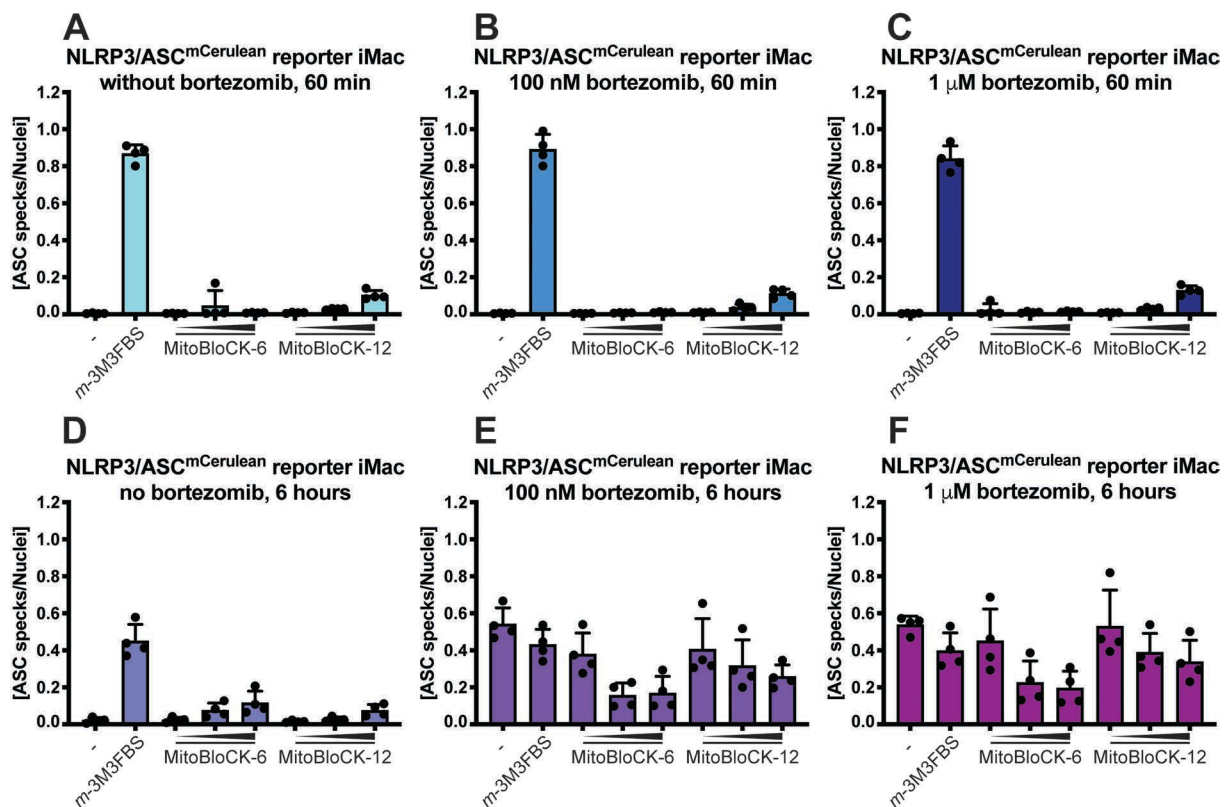 A
NLRP3/ASCmCerulean reporter iMac
without bortezomib, 60 min
[ASC specks/Nuclei]
1.2
1.0
0.8
0.6
0.4
0.2
0.0
-
m-3M3FBS
MitoBloCK-6
MitoBloCK-12
B
NLRP3/ASCmCerulean reporter iMac
100 nM bortezomib, 60 min
[ASC specks/Nuclei]
1.2
1.0
0.8
0.6
0.4
0.2
0.0
-
m-3M3FBS
MitoBloCK-6
MitoBloCK-12
C
NLRP3/ASCmCerulean reporter iMac
1 μM bortezomib, 60 min
[ASC specks/Nuclei]
1.2
1.0
0.8
0.6
0.4
0.2
0.0
-
m-3M3FBS
MitoBloCK-6
MitoBloCK-12
D
NLRP3/ASCmCerulean reporter iMac
no bortezomib, 6 hours
[ASC specks/Nuclei]
1.2
1.0
0.8
0.6
0.4
0.2
0.0
-
m-3M3FBS
MitoBloCK-6
MitoBloCK-12
E
NLRP3/ASCmCerulean reporter iMac
100 nM bortezomib, 6 hours
[ASC specks/Nuclei]
1.2
1.0
0.8
0.6
0.4
0.2
0.0
-
m-3M3FBS
MitoBloCK-6
MitoBloCK-12
F
NLRP3/ASCmCerulean reporter iMac
1 μM bortezomib, 6 hours
[ASC specks/Nuclei]
1.2
1.0
0.8
0.6
0.4
0.2
0.0
-
m-3M3FBS
MitoBloCK-6
MitoBloCK-12